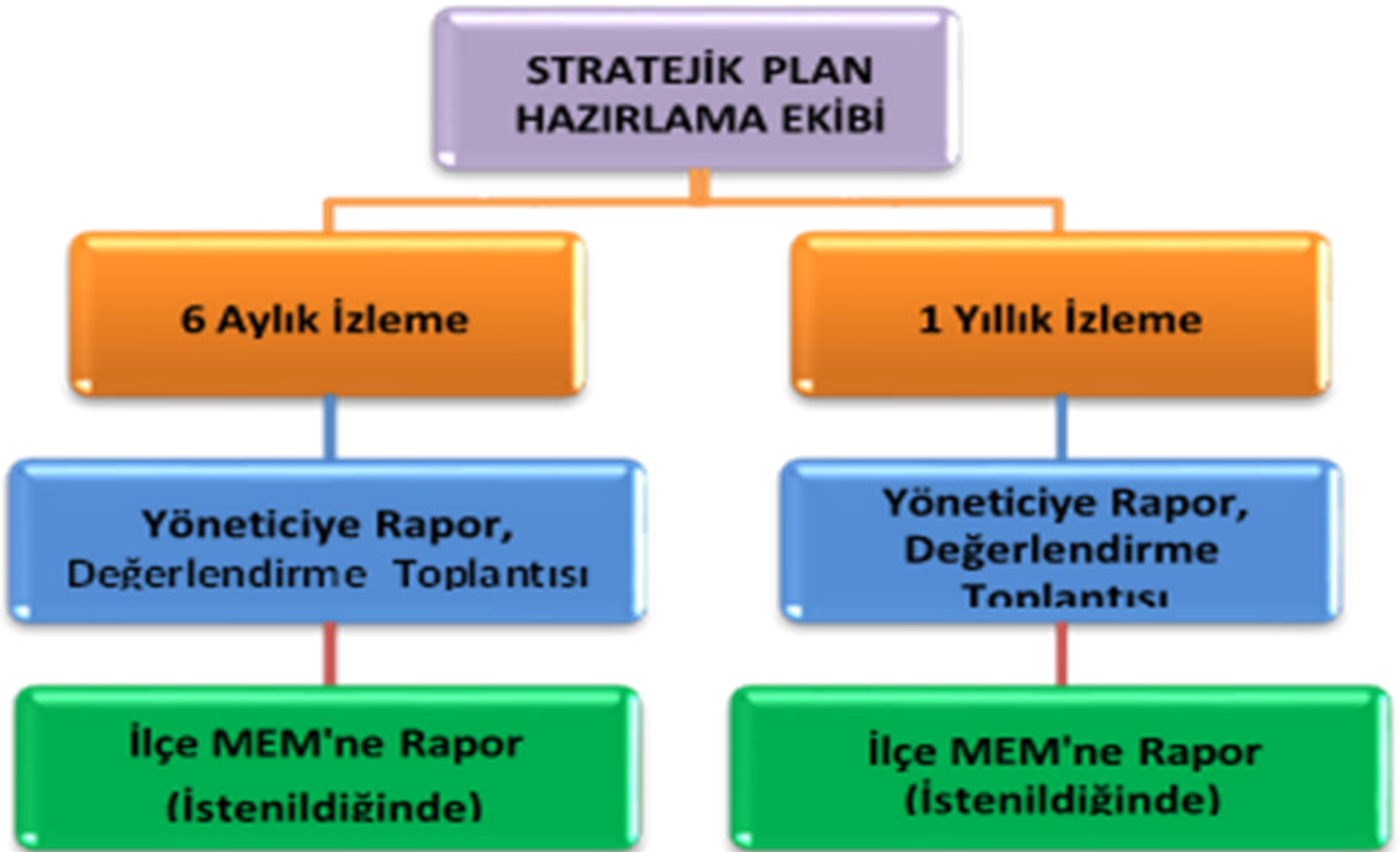 STRATEJİK PLAN
HAZIRLAMA EKİBİ
6 Aylık İzleme
1 Yıllık İzleme
Yöneticiye Rapor,
Değerlendirme Toplantısı
Yöneticiye Rapor,
Değerlendirme
Toplantısı
İlçe MEM'ne Rapor
(İstenildiğinde)
İlçe MEM'ne Rapor
(İstenildiğinde)